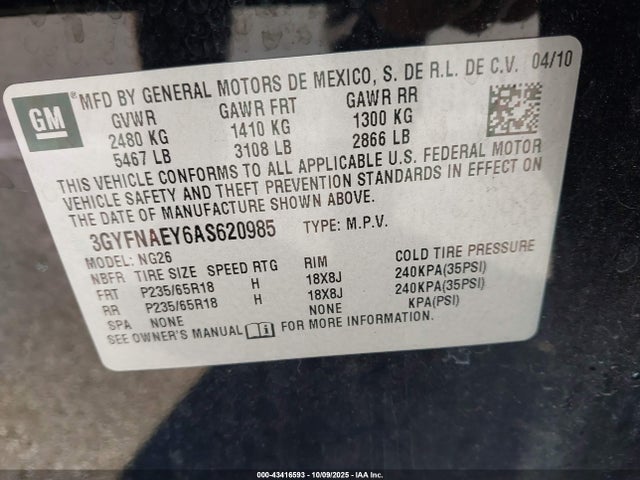 GM
® MFD BY GENERAL MOTORS DE MEXICO, S. DE R.L. DE C.V. 04/10
GVWR GAWR FRT GAWR RR
2480 KG 1410 KG 1300 KG
5467 LB 3108 LB 2866 LB
THIS VEHICLE CONFORMS TO ALL APPLICABLE U.S. FEDERAL MOTOR
VEHICLE SAFETY AND THEFT PREVENTION STANDARDS IN EFFECT ON
THE DATE OF MANUFACTURE SHOWN ABOVE.
3GYFNAEY6AS620985 TYPE: M.P.V.
MODEL: NG26
NBFR TIRE SIZE SPEED RTG RIM COLD TIRE PRESSURE
FRT P235/65R18 H 18X8J 240KPA(35PSI)
RR P235/65R18 H 18X8J 240KPA(35PSI)
SPA NONE NONE KPA(PSI)
SEE OWNER'S MANUAL FOR MORE INFORMATION.
000-43416593 - 10/09/2025 - IAA Inc.